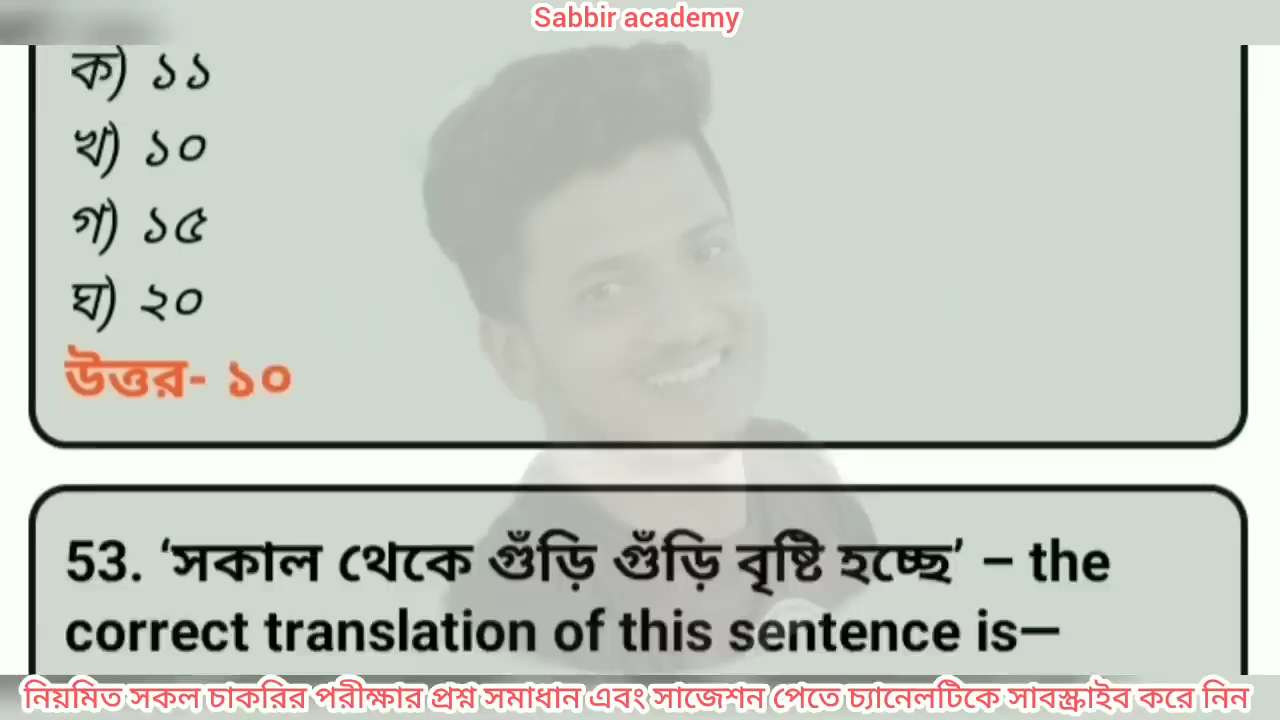 Sabbir academy
ক) ১১
খ) ১০
গ) ১৫
ঘ) ২০
উত্তর- ১০
53. ‘সকাল থেকে গুঁড়ি গুঁড়ি বৃষ্টি হচ্ছে’ – the
correct translation of this sentence is—
নিয়মিত সকল চাকরির পরীক্ষার প্রশ্ন সমাধান এবং সাজেশন পেতে চ্যানেলটিকে সাবস্ক্রাইব করে নিন